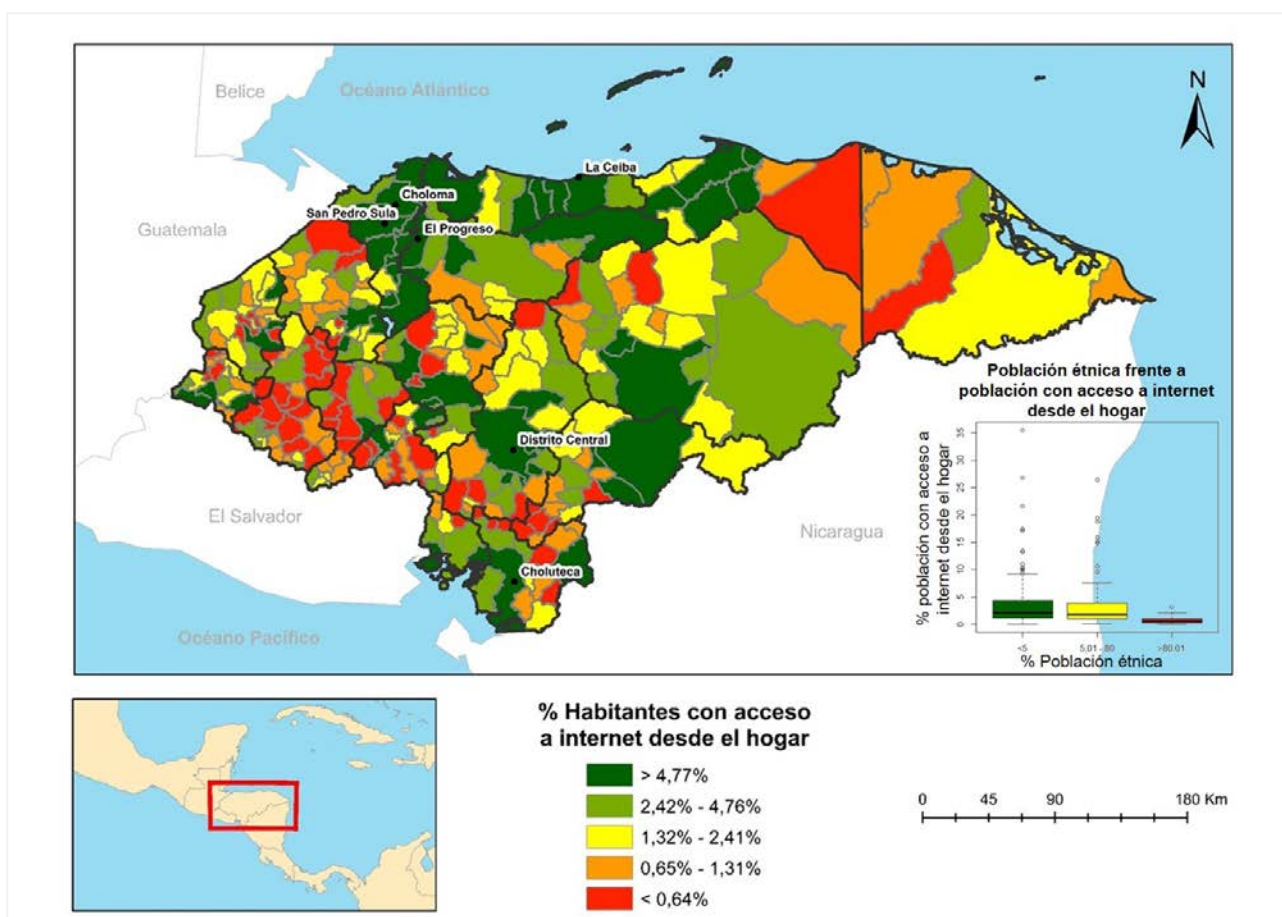 Belice
Océano Atlántico
N
La Ceiba
Choloma
San Pedro Sula
El Progreso
Guatemala
Distrito Central
El Salvador
Nicaragua
Choluteca
Océano Pacífico
Población étnica frente a
población con acceso a internet
desde el hogar
% población con acceso a
internet desde el hogar
35
30
25
20
15
10
5
0
<5
5,01 - 80
>80.01
% Población étnica
% Habitantes con acceso
a internet desde el hogar
> 4,77%
2,42% - 4,76%
1,32% - 2,41%
0,65% - 1,31%
< 0,64%
0 45 90 180 Km